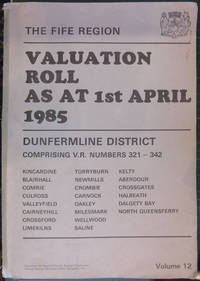 THE FIFE REGION
VALUATION
ROLL
AS AT 1st APRIL
1985
DUNFERMLINE DISTRICT
COMPRISING V.R. NUMBERS 321 – 342
KINCARDINE TORRYBURN KELTY
BLAIRHALL NEWMILLS ABERDOUR
COMRIE CROMBIE CROSSGATES
CULROSS CARNOCK HALBEATH
VALLEYFIELD OAKLEY DALGETY BAY
CAIRNEYHILL MILESMARK NORTH QUEENSFERRY
CROSSFORD WELLWOOD
LIMEKILNS SALINE
Volume 12